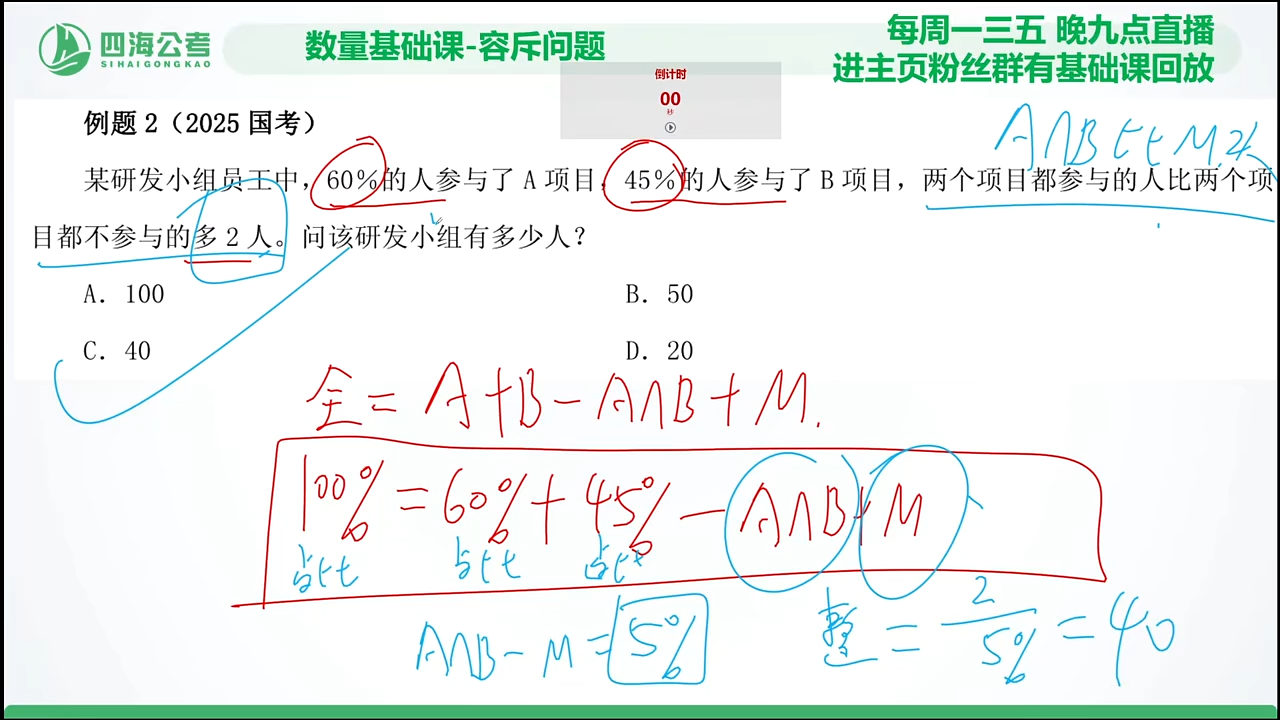 四海公考
SIHAIGONGKAO
数量基础课-容斥问题
每周一三五 晚九点直播
进主页粉丝群有基础课回放
倒计时
00
秒
例题 2（2025 国考）
某研发小组员王中，60%的人参与了 A 项目，45%的人参与了 B 项目，两个项目都参与的人比两个项
目都不参与的多 2 人。问该研发小组有多少人？
A. 100
B. 50
C. 40
D. 20
A∩B比M多2人
全 = A+B-A∩B+M.
100% = 60% + 45% - A∩B + M
占比 占比 占比
A∩B - M = 5%
整 = 2/5% = 40